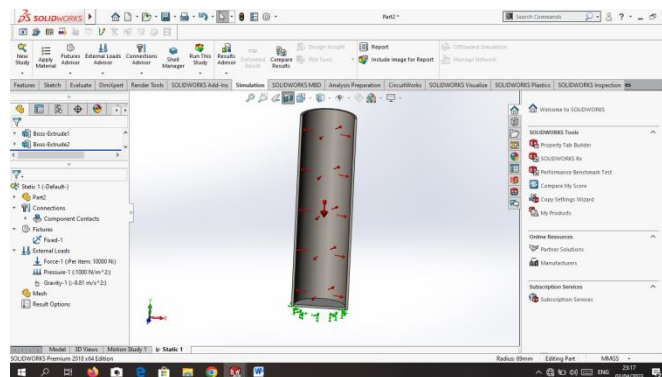 SOLIDWORKS
Part2 *
Search Commands
New Study
Apply Material
Fixtures Advisor
External Loads Advisor
Connections Advisor
Shell Manager
Run This Study
Results Advisor
Deformed Result
Compare Results
Design Insight
Plot Tools
Report
Include Image for Report
Offloaded Simulation
Manage Network
Features Sketch Evaluate DimXpert Render Tools SOLIDWORKS Add-Ins Simulation SOLIDWORKS MBD Analysis Preparation CircuitWorks SOLIDWORKS Visualize SOLIDWORKS Plastics SOLIDWORKS Inspection
Boss-Extrude1
Boss-Extrude2
Static 1 (-Default-)
Part2
Connections
Component Contacts
Fixtures
Fixed-1
External Loads
Force-1 (:Per item: 10000 N:)
Pressure-1 (:1000 N/m^2:)
Gravity-1 (:-9.81 m/s^2:)
Mesh
Result Options
Welcome to SOLIDWORKS
SOLIDWORKS Tools
Property Tab Builder
SOLIDWORKS Rx
Performance Benchmark Test
Compare My Score
Copy Settings Wizard
My Products
Online Resources
Partner Solutions
Manufacturers
Subscription Services
Subscription Services
Model 3D Views Motion Study 1 Static 1
SOLIDWORKS Premium 2018 x64 Edition
Radius: 69mm Editing Part MMGS
ENG
23:17